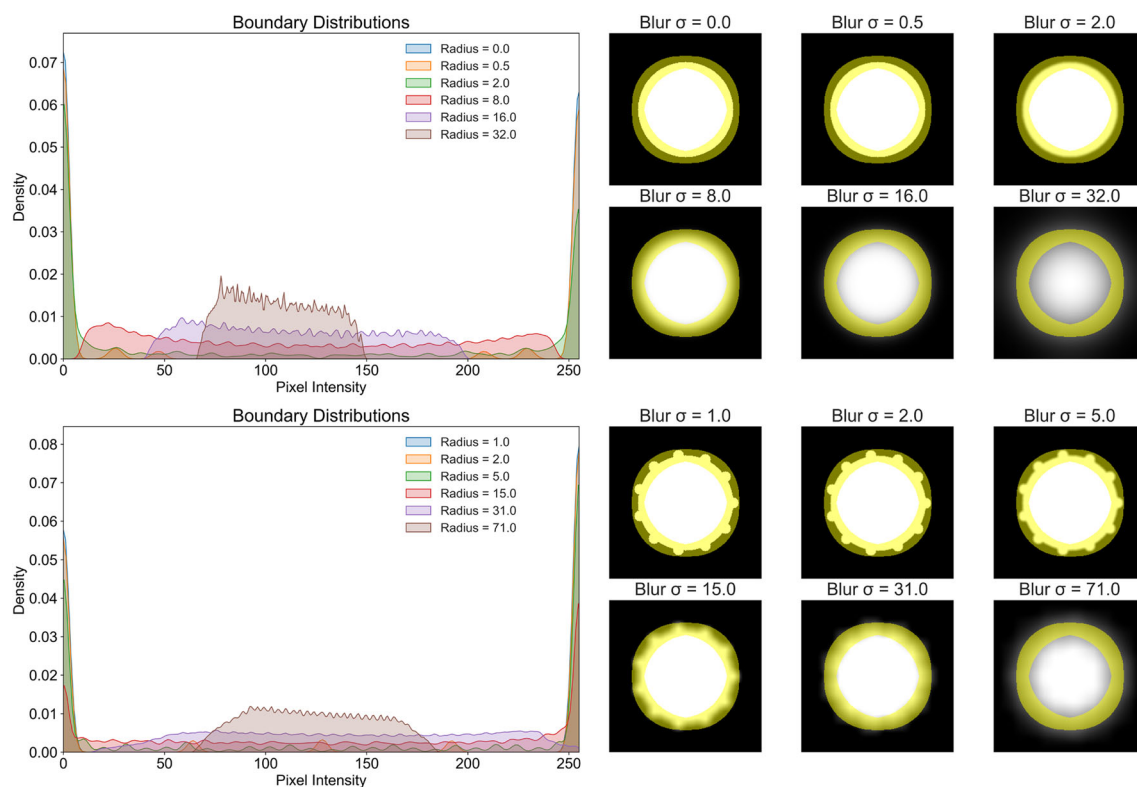 Boundary Distributions
Blur σ = 0.0
Blur σ = 0.5
Blur σ = 2.0
0.07
0.06
0.05
0.04
0.03
0.02
0.01
0.00
Density
Radius = 0.0
Radius = 0.5
Radius = 2.0
Radius = 8.0
Radius = 16.0
Radius = 32.0
Blur σ = 8.0
Blur σ = 16.0
Blur σ = 32.0
0 50 100 150 200 250
Pixel Intensity
Boundary Distributions
Blur σ = 1.0
Blur σ = 2.0
Blur σ = 5.0
0.08
0.07
0.06
0.05
0.04
0.03
0.02
0.01
0.00
Density
Radius = 1.0
Radius = 2.0
Radius = 5.0
Radius = 15.0
Radius = 31.0
Radius = 71.0
Blur σ = 15.0
Blur σ = 31.0
Blur σ = 71.0
0 50 100 150 200 250
Pixel Intensity